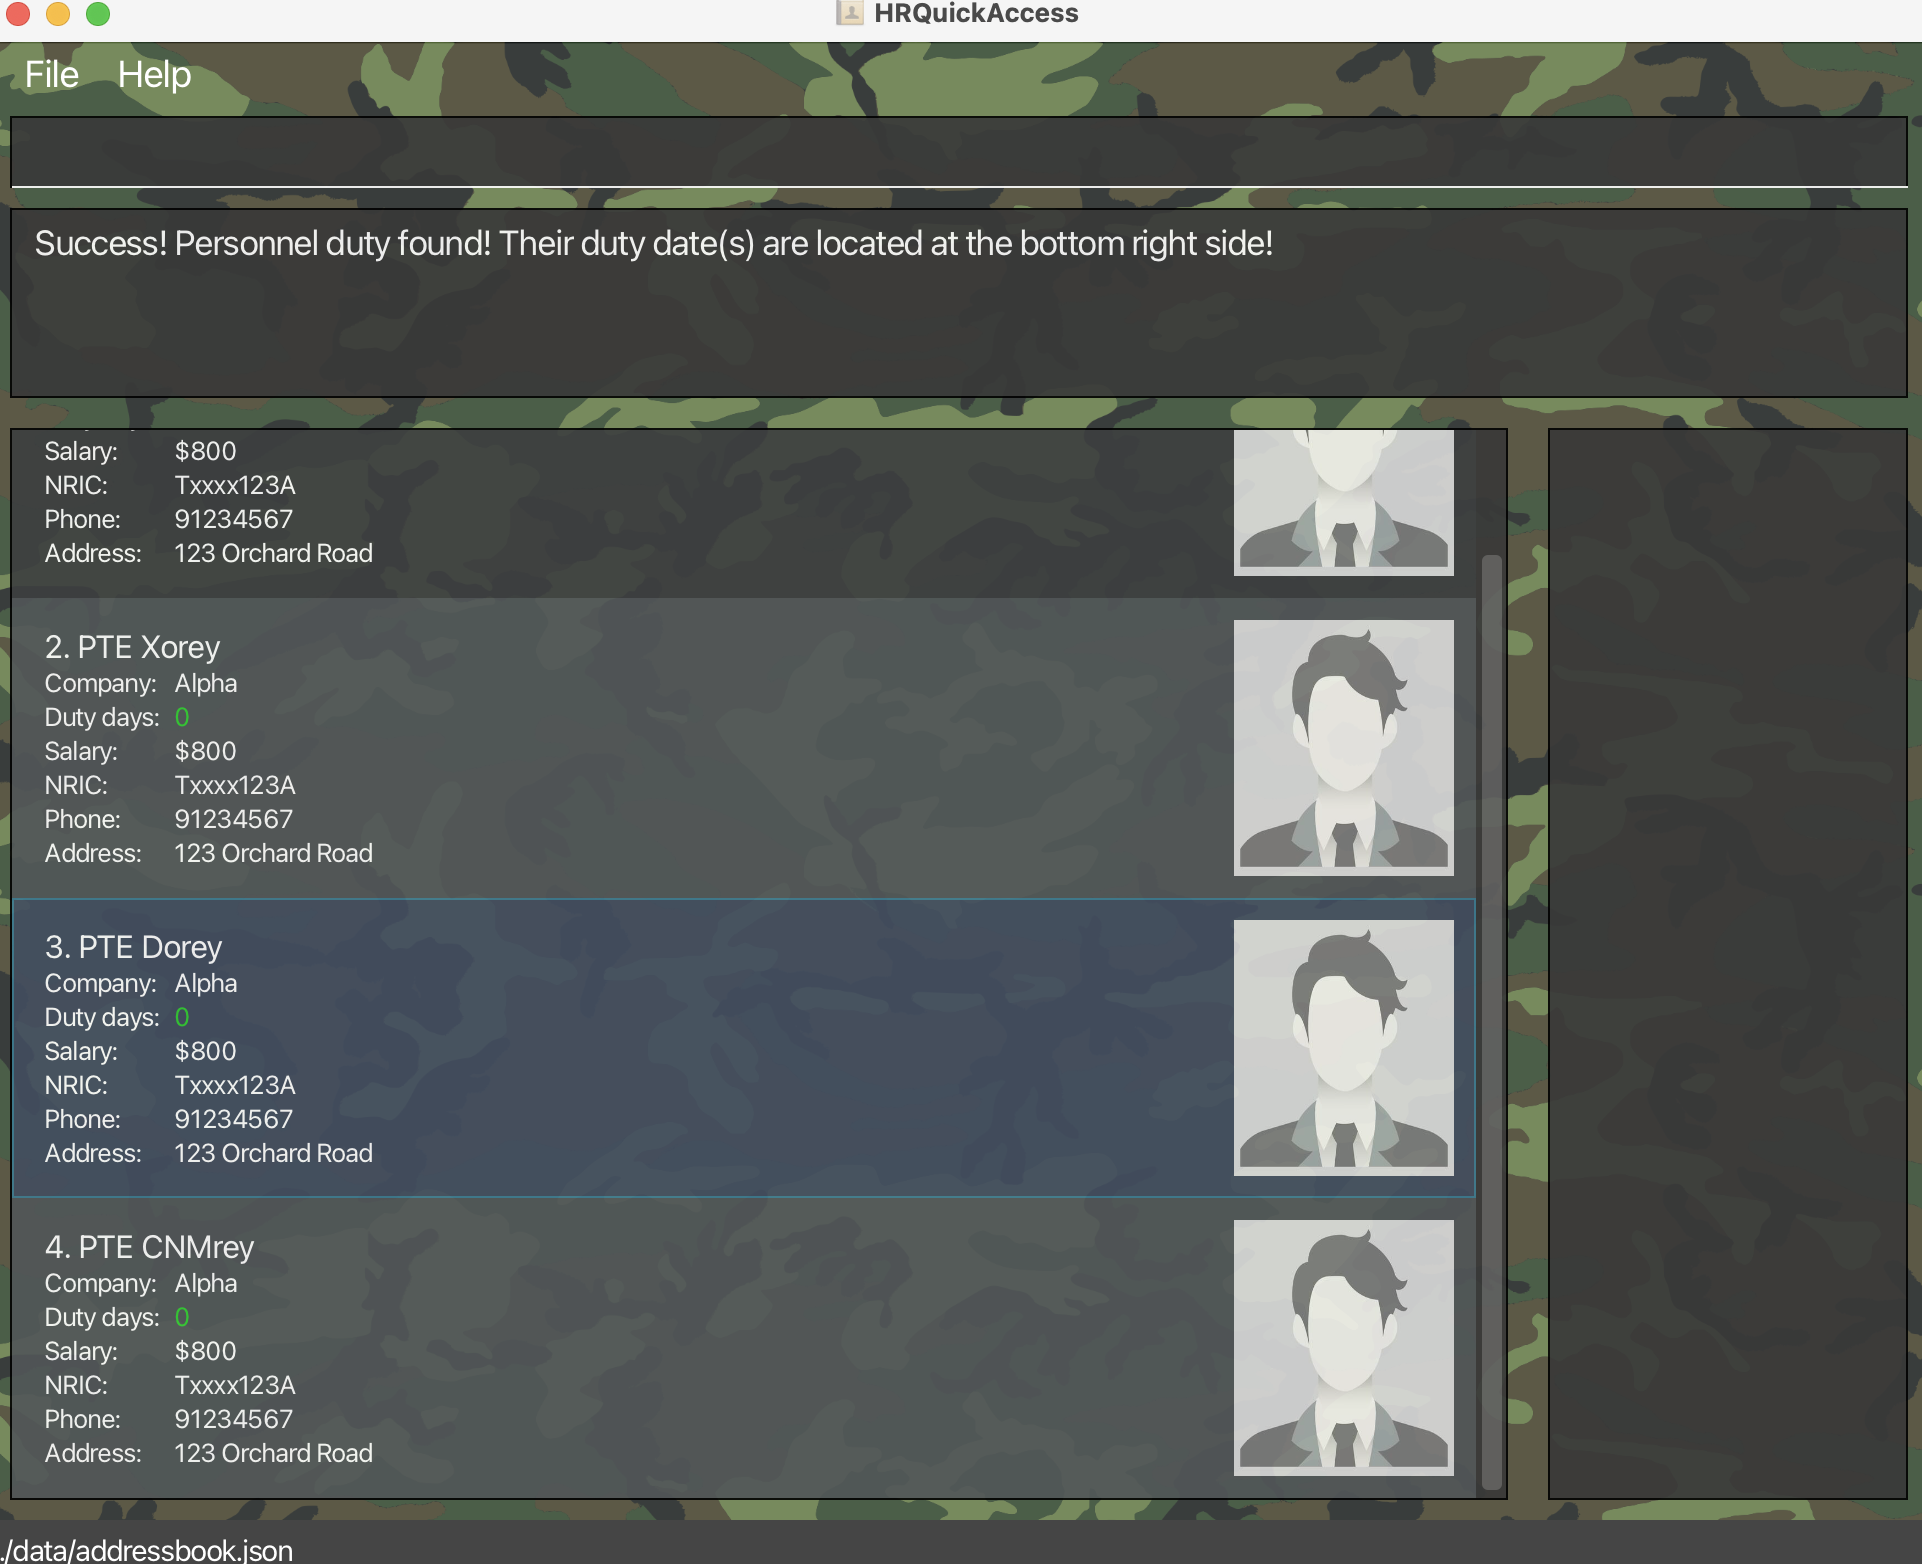 HRQuickAccess
File Help
Success! Personnel duty found! Their duty date(s) are located at the bottom right side!
Salary: $800
NRIC: Txxxx123A
Phone: 91234567
Address: 123 Orchard Road
2. PTE Xorey
Company: Alpha
Duty days: 0
Salary: $800
NRIC: Txxxx123A
Phone: 91234567
Address: 123 Orchard Road
3. PTE Dorey
Company: Alpha
Duty days: 0
Salary: $800
NRIC: Txxxx123A
Phone: 91234567
Address: 123 Orchard Road
4. PTE CNMrey
Company: Alpha
Duty days: 0
Salary: $800
NRIC: Txxxx123A
Phone: 91234567
Address: 123 Orchard Road
./data/addressbook.json